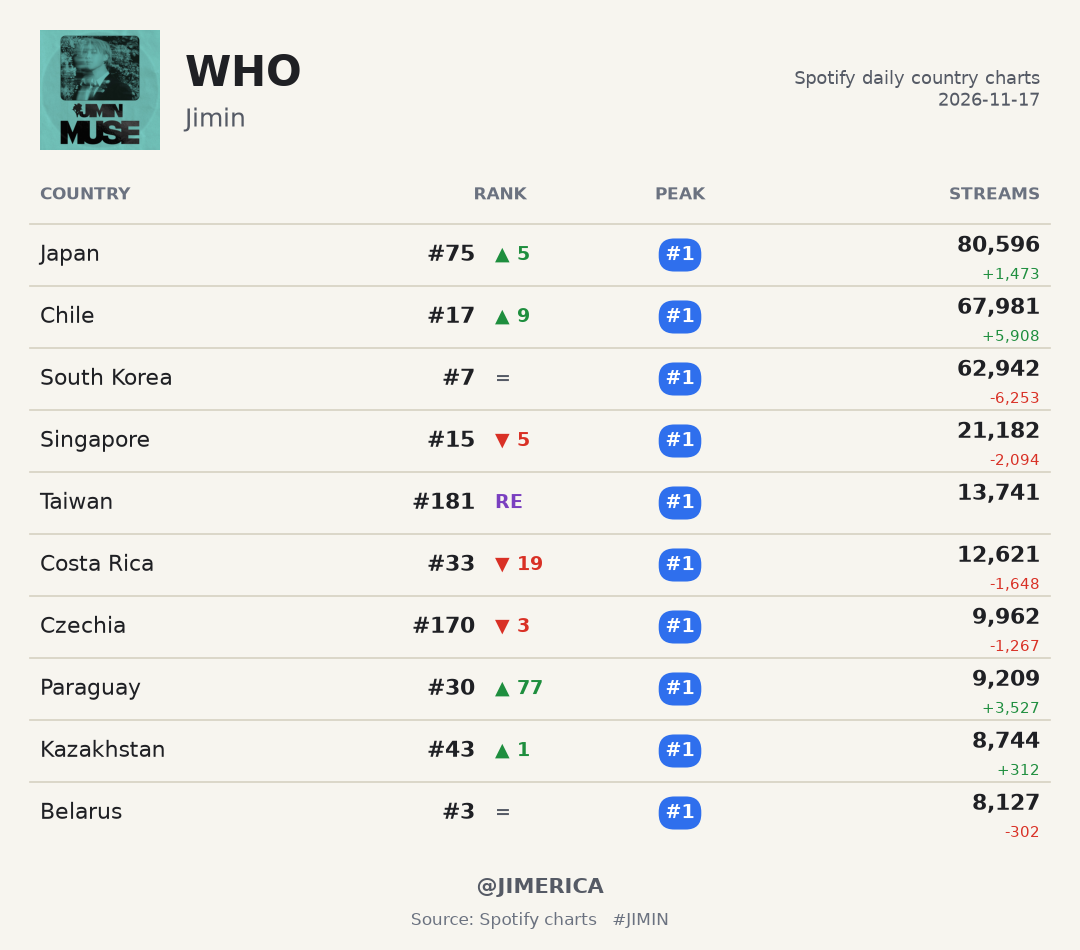 JIMIN
MUSE
WHO
Jimin
Spotify daily country charts
2026-11-17
COUNTRY RANK PEAK STREAMS
Japan #75 ▲ 5 #1 80,596
+1,473
Chile #17 ▲ 9 #1 67,981
+5,908
South Korea #7 = #1 62,942
-6,253
Singapore #15 ▼ 5 #1 21,182
-2,094
Taiwan #181 RE #1 13,741
Costa Rica #33 ▼ 19 #1 12,621
-1,648
Czechia #170 ▼ 3 #1 9,962
-1,267
Paraguay #30 ▲ 77 #1 9,209
+3,527
Kazakhstan #43 ▲ 1 #1 8,744
+312
Belarus #3 = #1 8,127
-302
@JIMERICA
Source: Spotify charts #JIMIN